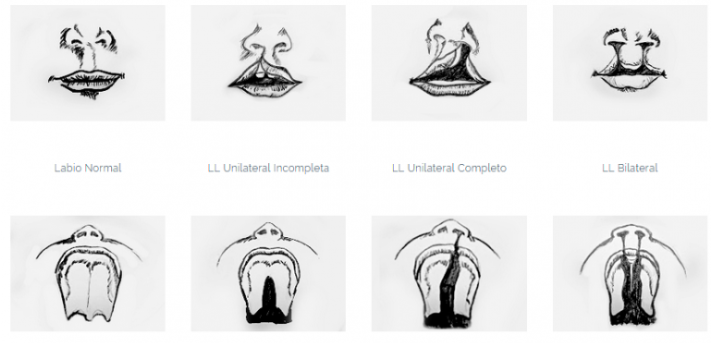 Labio Normal
LL Unilateral Incompleta
LL Unilateral Completo
LL Bilateral